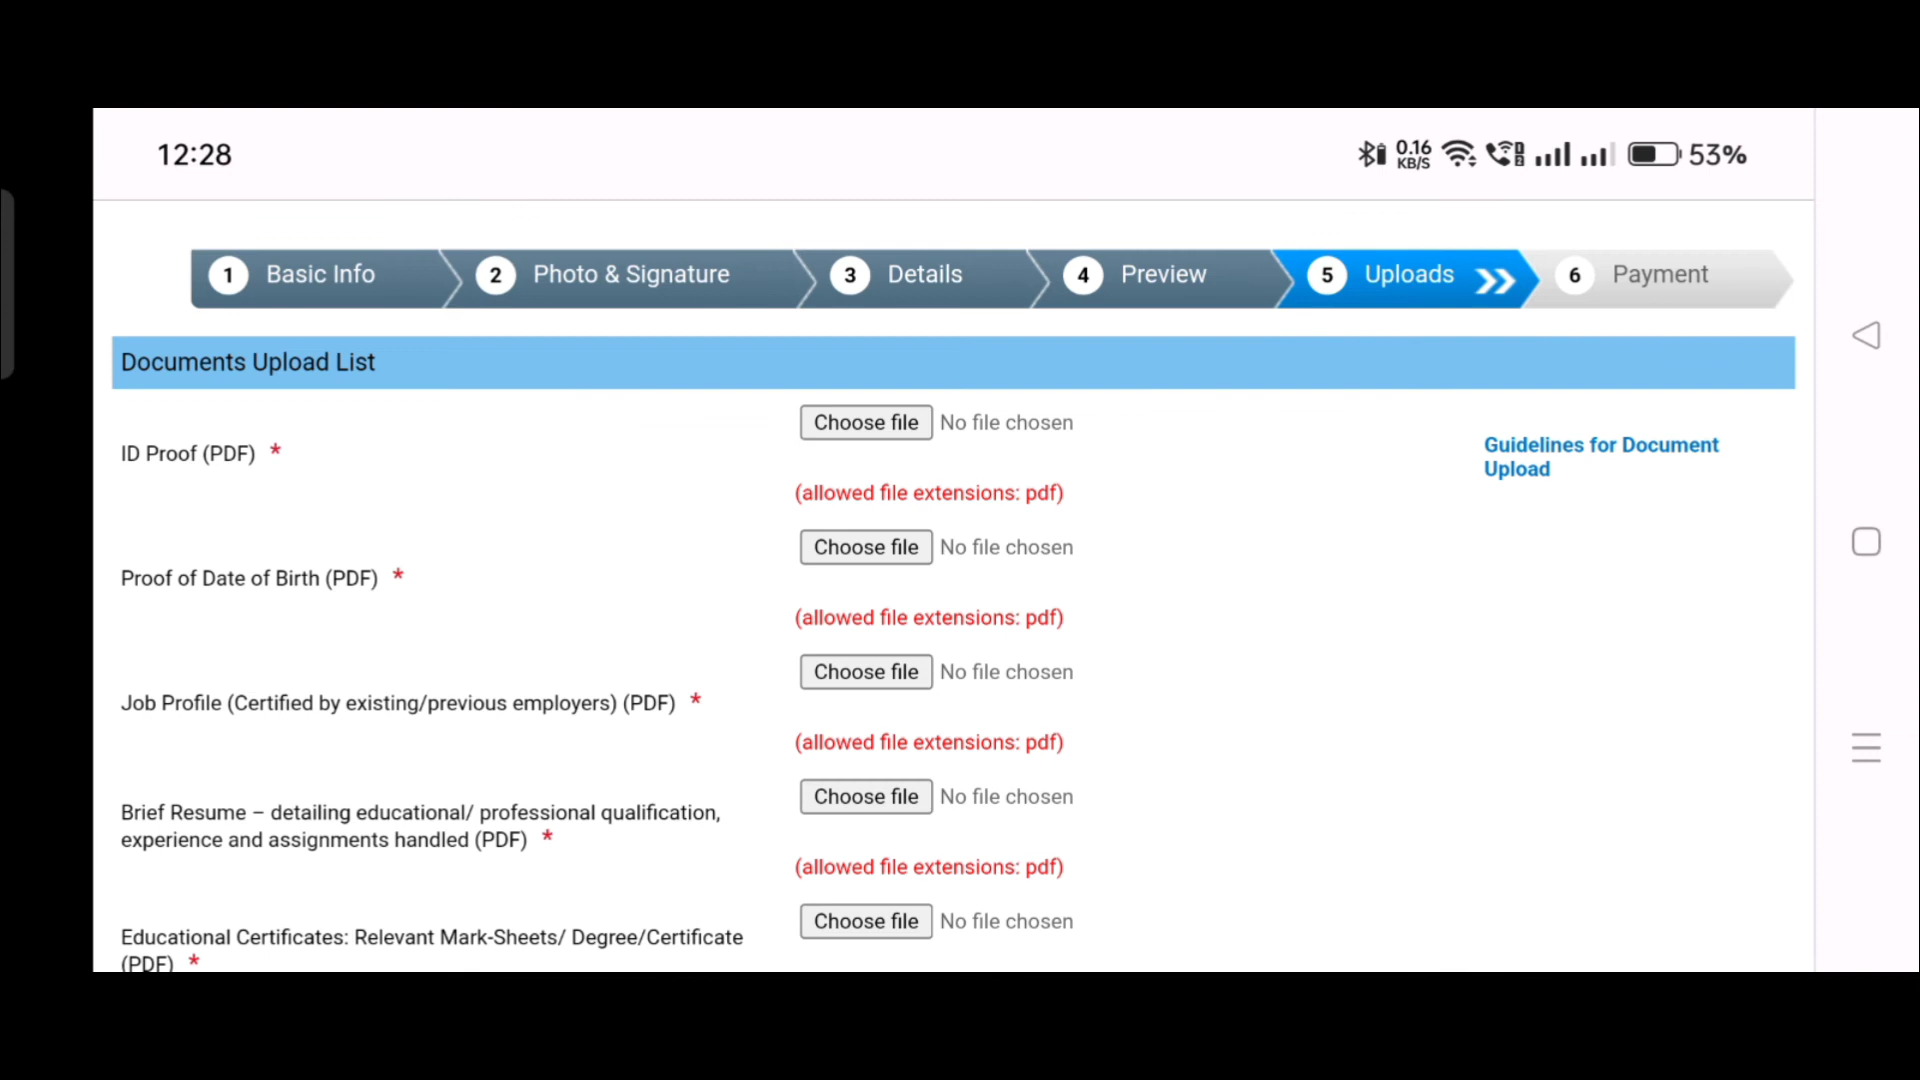 12:28
0.16
KB/S
53%
1 Basic Info 2 Photo & Signature 3 Details 4 Preview 5 Uploads 6 Payment
Documents Upload List
Choose file No file chosen
ID Proof (PDF) *
Guidelines for Document
Upload
(allowed file extensions: pdf)
Choose file No file chosen
Proof of Date of Birth (PDF) *
(allowed file extensions: pdf)
Choose file No file chosen
Job Profile (Certified by existing/previous employers) (PDF) *
(allowed file extensions: pdf)
Choose file No file chosen
Brief Resume – detailing educational/ professional qualification,
experience and assignments handled (PDF) *
(allowed file extensions: pdf)
Choose file No file chosen
Educational Certificates: Relevant Mark-Sheets/ Degree/Certificate
(PDF) *